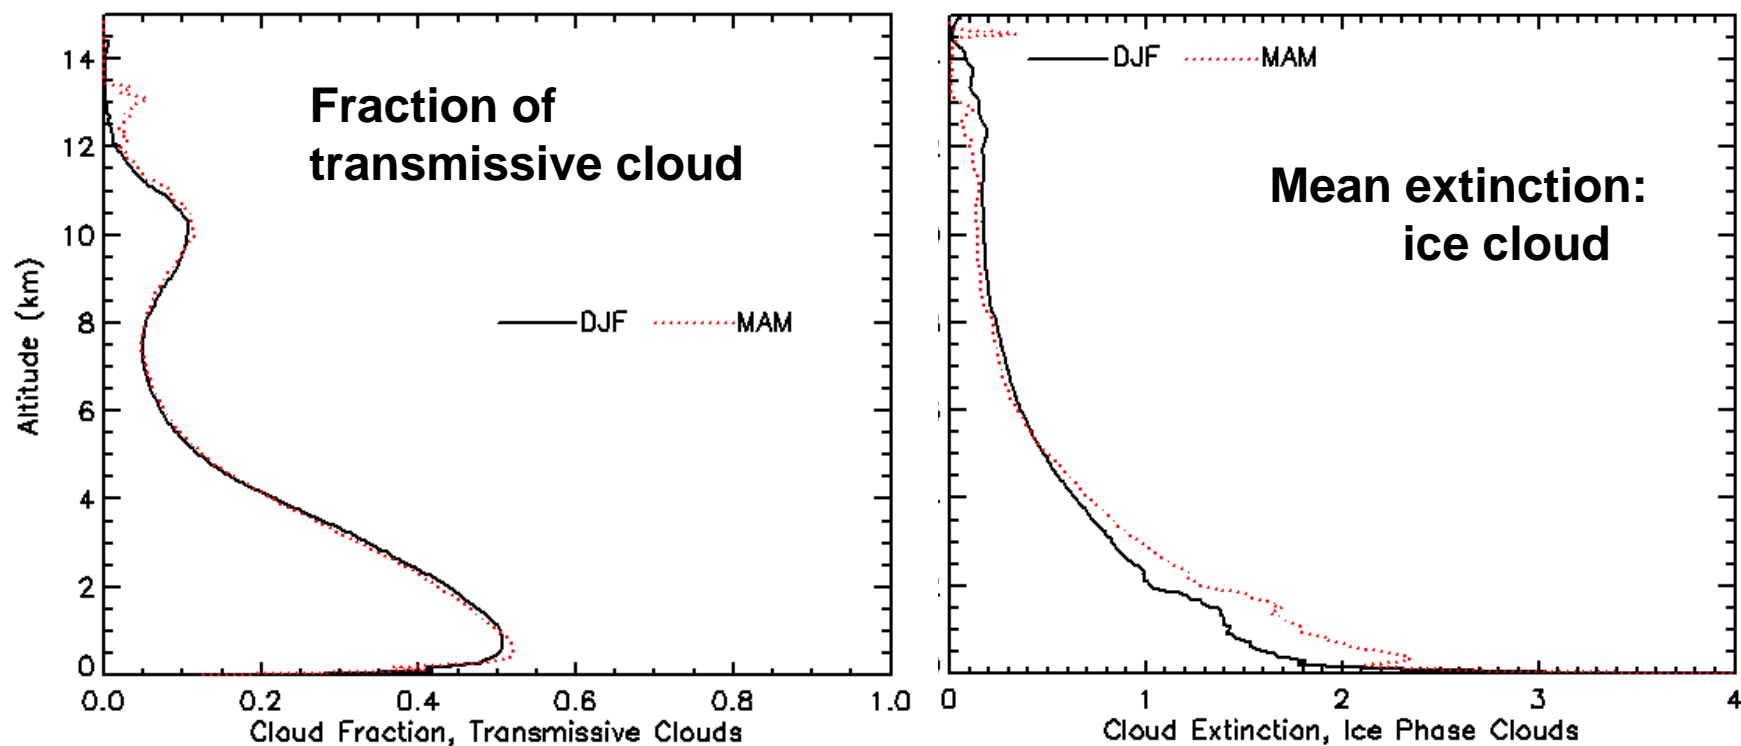 Fraction of
transmissive cloud
DJF MAM
14
12
10
8
6
4
2
0
Altitude (km)
0.0 0.2 0.4 0.6 0.8 1.0
Cloud Fraction, Transmissive Clouds
DJF MAM
Mean extinction:
ice cloud
0 1 2 3 4
Cloud Extinction, Ice Phase Clouds